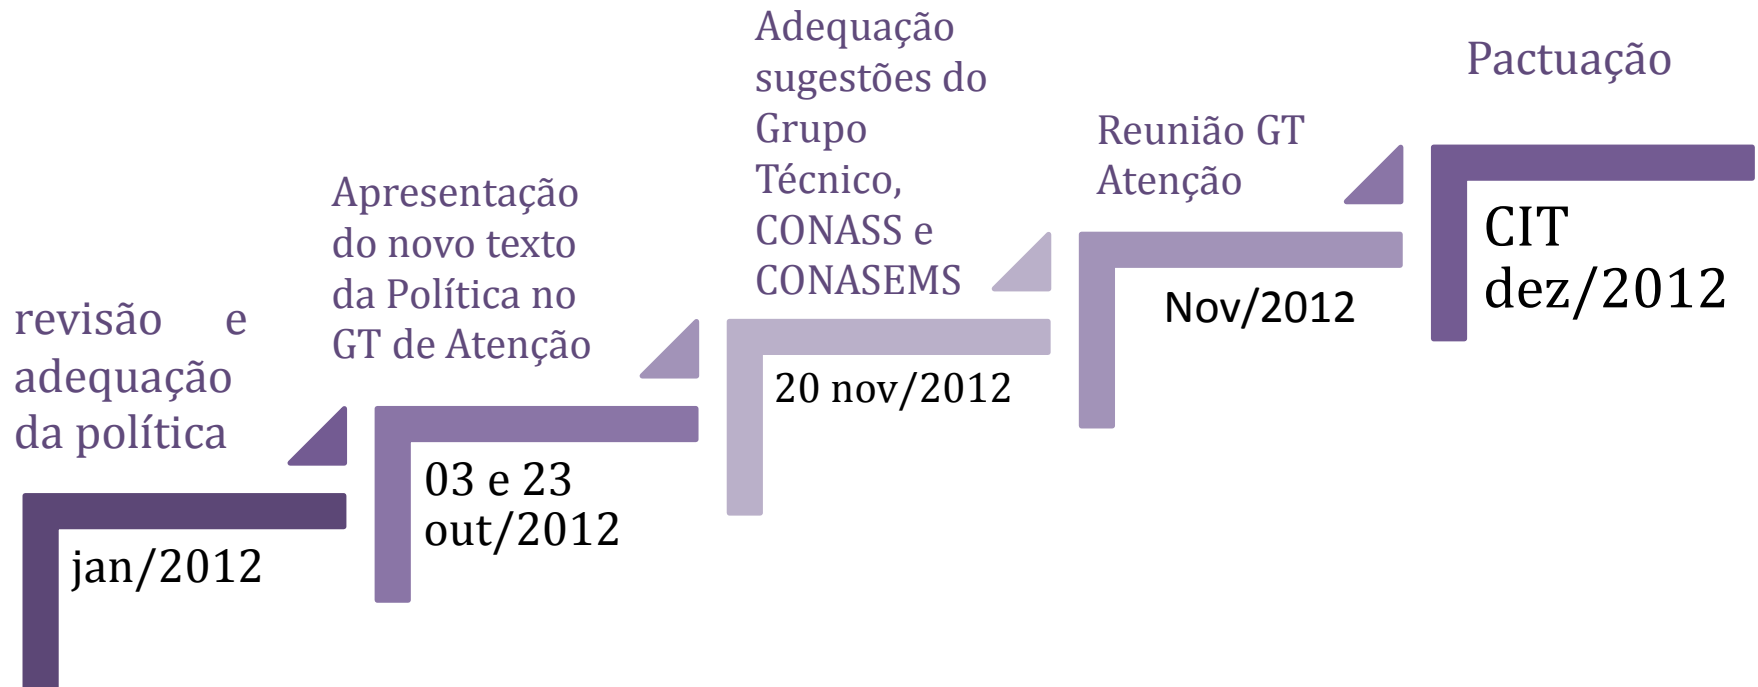 revisão e
adequação
da política
jan/2012
Apresentação
do novo texto
da Política no
GT de Atenção
03 e 23
out/2012
Adequação
sugestões do
Grupo
Técnico,
CONASS e
CONASEMS
20 nov/2012
Reunião GT
Atenção
Nov/2012
Pactuação
CIT
dez/2012